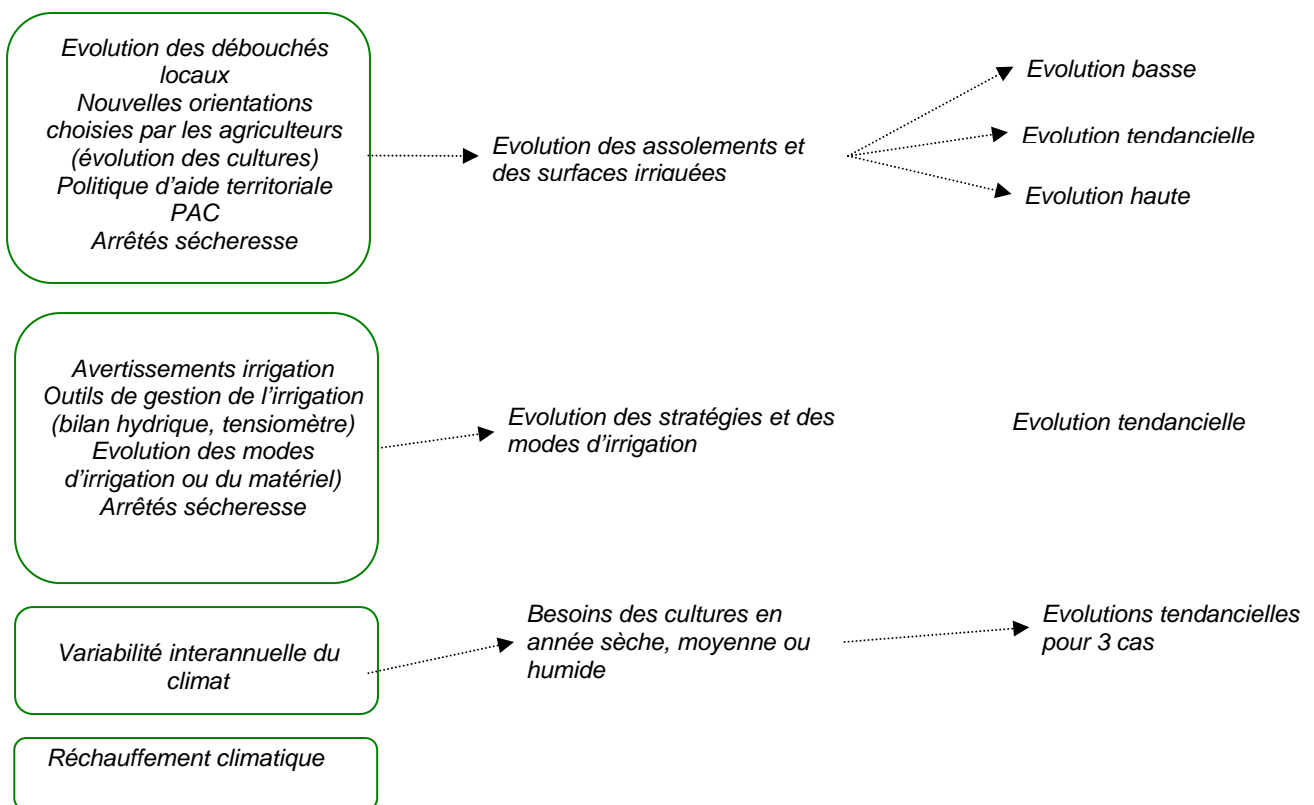 Evolution des débouchés
locaux
Nouvelles orientations
choisies par les agriculteurs
(évolution des cultures)
Politique d'aide territoriale
PAC
Arrêtés sécheresse
Evolution des assolements et
des surfaces irriguées
Evolution basse
Evolution tendancielle
Evolution haute
Avertissements irrigation
Outils de gestion de l'irrigation
(bilan hydrique, tensiomètre)
Evolution des modes
d'irrigation ou du matériel)
Arrêtés sécheresse
Evolution des stratégies et des
modes d'irrigation
Evolution tendancielle
Variabilité interannuelle du
climat
Besoins des cultures en
année sèche, moyenne ou
humide
Evolutions tendancielles
pour 3 cas
Réchauffement climatique